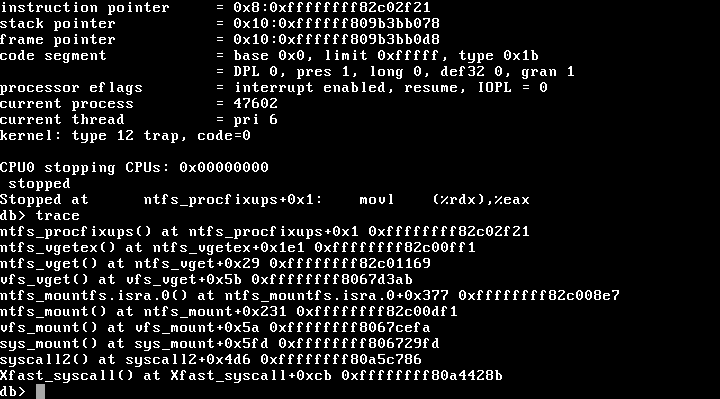 instruction pointer = 0x8:0xffffffff82c02f21
stack pointer = 0x10:0xffffff809b3bb078
frame pointer = 0x10:0xffffff809b3bb0d8
code segment = base 0x0, limit 0xfffff, type 0x1b
= DPL 0, pres 1, long 0, def32 0, gran 1
processor eflags = interrupt enabled, resume, IOPL = 0
current process = 47602
current thread = pri 6
kernel: type 12 trap, code=0
CPU0 stopping CPUs: 0x00000000
stopped
Stopped at ntfs_procfixups+0x1: movl (%rdx),%eax
db> trace
ntfs_procfixups() at ntfs_procfixups+0x1 0xffffffff82c02f21
ntfs_vgetex() at ntfs_vgetex+0x1e1 0xffffffff82c00ff1
ntfs_vget() at ntfs_vget+0x29 0xffffffff82c01169
vfs_vget() at vfs_vget+0x5b 0xffffffff8067d3ab
ntfs_mountfs.isra.0() at ntfs_mountfs.isra.0+0x377 0xffffffff82c008e7
ntfs_mount() at ntfs_mount+0x231 0xffffffff82c00df1
vfs_mount() at vfs_mount+0x5a 0xffffffff8067cefa
sys_mount() at sys_mount+0x5fd 0xffffffff806729fd
syscall2() at syscall2+0x4d6 0xffffffff80a5c786
Xfast_syscall() at Xfast_syscall+0xcb 0xffffffff80a4428b
db>